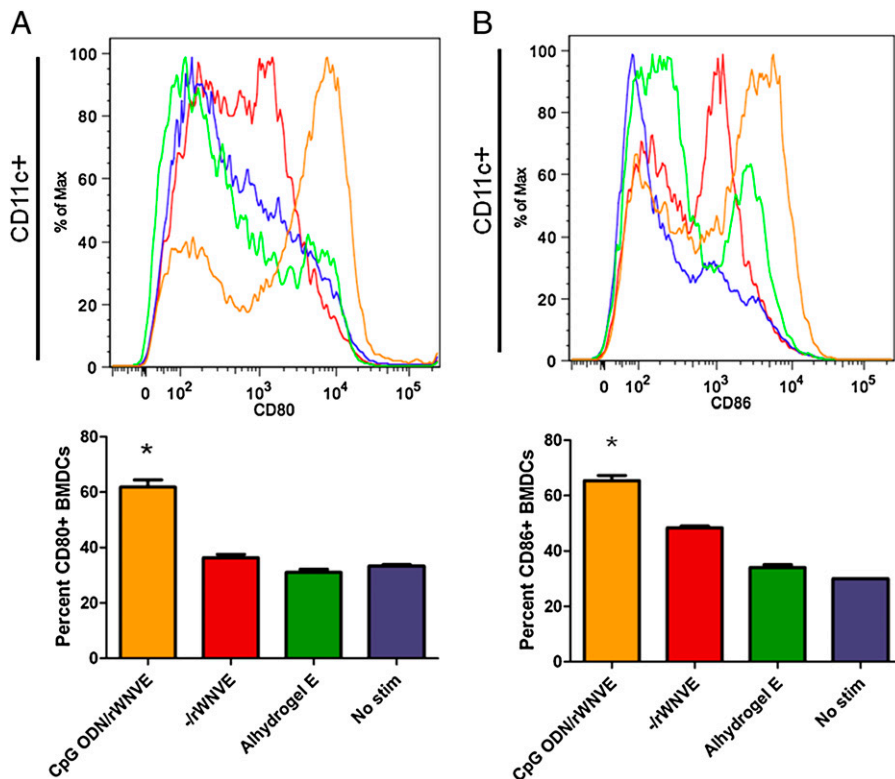 A
CD11c+
% of Max
100
80
60
40
20
0
0 10² 10³ 10⁴ 10⁵
CD80
B
CD11c+
% of Max
100
80
60
40
20
0
0 10² 10³ 10⁴ 10⁵
CD86
Percent CD80+ BMDCs
80
60
40
20
0
*
CpG ODN/rWNVE
-/rWNVE
Alhydrogel E
No stim
Percent CD86+ BMDCs
80
60
40
20
0
*
CpG ODN/rWNVE
-/rWNVE
Alhydrogel E
No stim